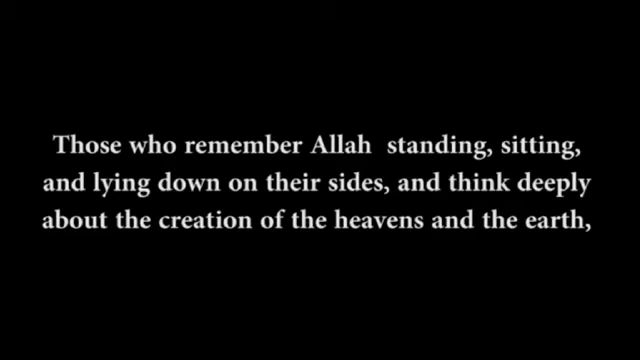 Those who remember Allah standing, sitting,
and lying down on their sides, and think deeply
about the creation of the heavens and the earth,